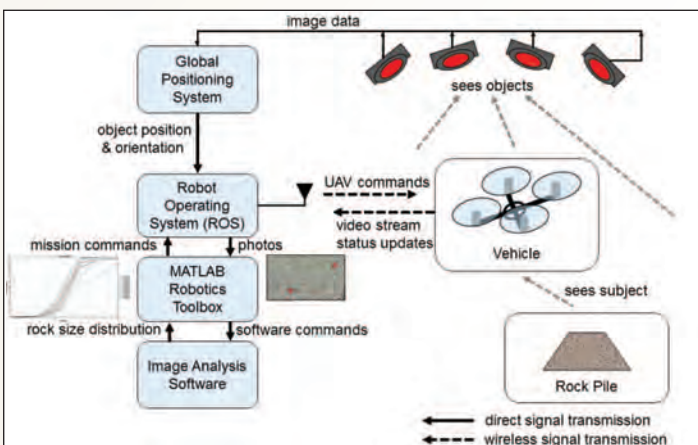 image data
Global
Positioning
System
sees objects
object position
& orientation
Robot
Operating
System (ROS)
UAV commands
video stream
status updates
Vehicle
mission commands
photos
MATLAB
Robotics
Toolbox
sees subject
rock size distribution
software commands
Image Analysis
Software
Rock Pile
direct signal transmission
wireless signal transmission